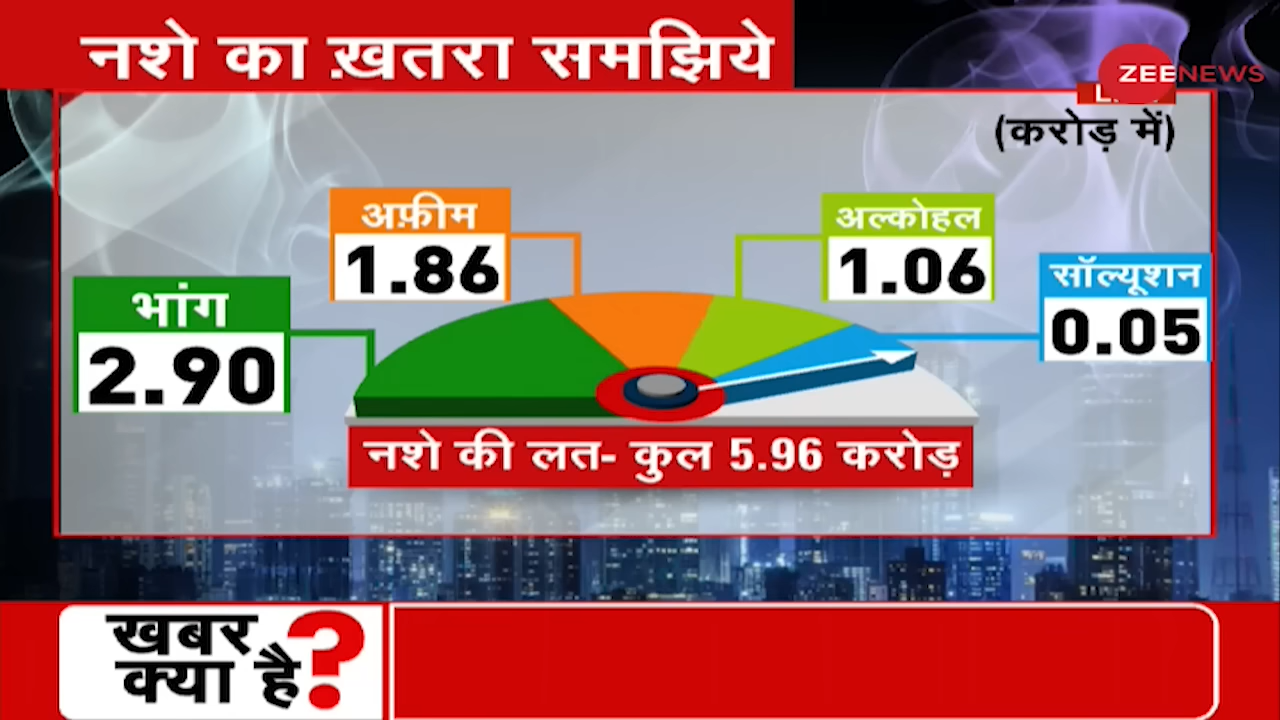 नशे का ख़तरा समझिये
ZEENEWS
(करोड़ में)
अफ़ीम
1.86
अल्कोहल
1.06
सॉल्यूशन
0.05
भांग
2.90
नशे की लत- कुल 5.96 करोड़
खबर
क्या है?